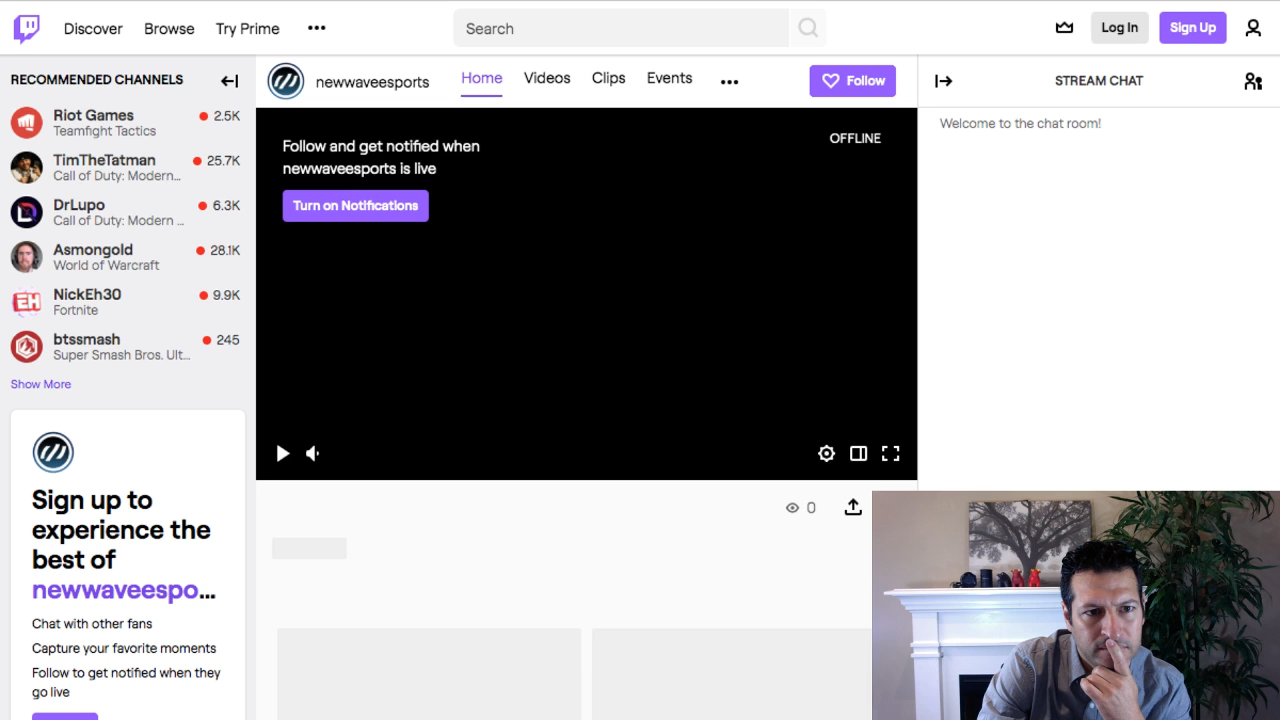 Discover Browse Try Prime ••• Search Log In Sign Up
RECOMMENDED CHANNELS
Riot Games 2.5K
Teamfight Tactics
TimTheTatman 25.7K
Call of Duty: Modern...
DrLupo 6.3K
Call of Duty: Modern ...
Asmongold 28.1K
World of Warcraft
NickEh30 9.9K
Fortnite
btssmash 245
Super Smash Bros. Ult...
Show More
Sign up to
experience the
best of
newwaveespo...
Chat with other fans
Capture your favorite moments
Follow to get notified when they
go live
newwaveesports Home Videos Clips Events ••• Follow
Follow and get notified when
newwaveesports is live
Turn on Notifications
OFFLINE
0
STREAM CHAT
Welcome to the chat room!